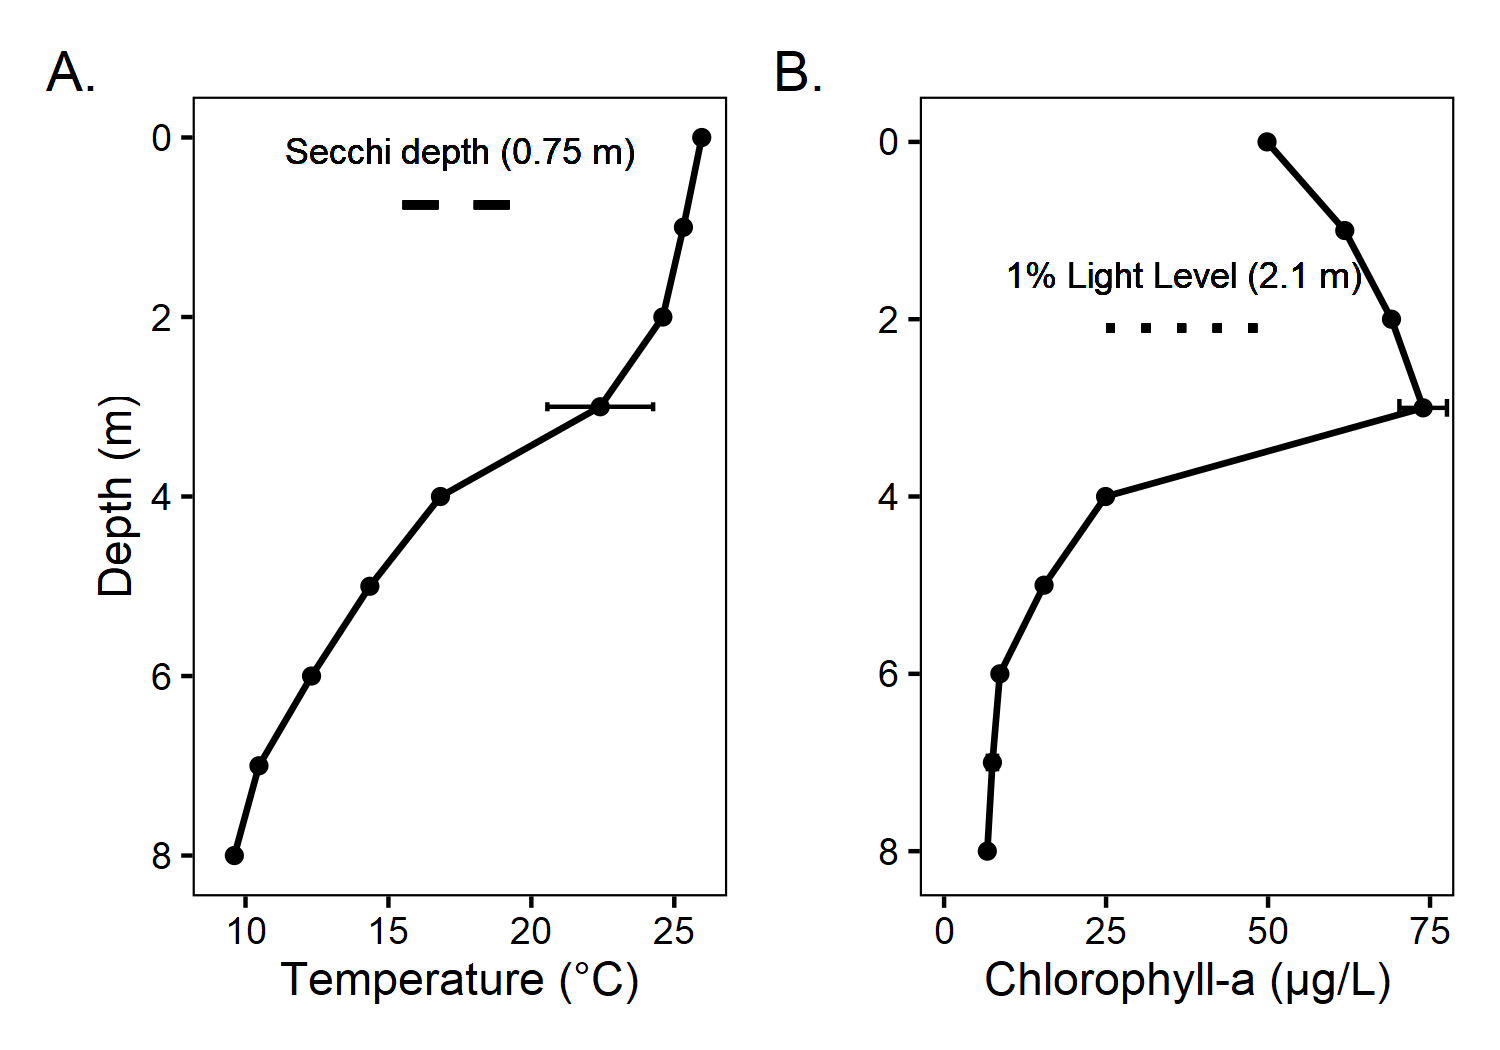 A.
Secchi depth (0.75 m)
0
2
4
6
8
Depth (m)
10 15 20 25
Temperature (°C)
B.
1% Light Level (2.1 m)
0
2
4
6
8
0 25 50 75
Chlorophyll-a (µg/L)